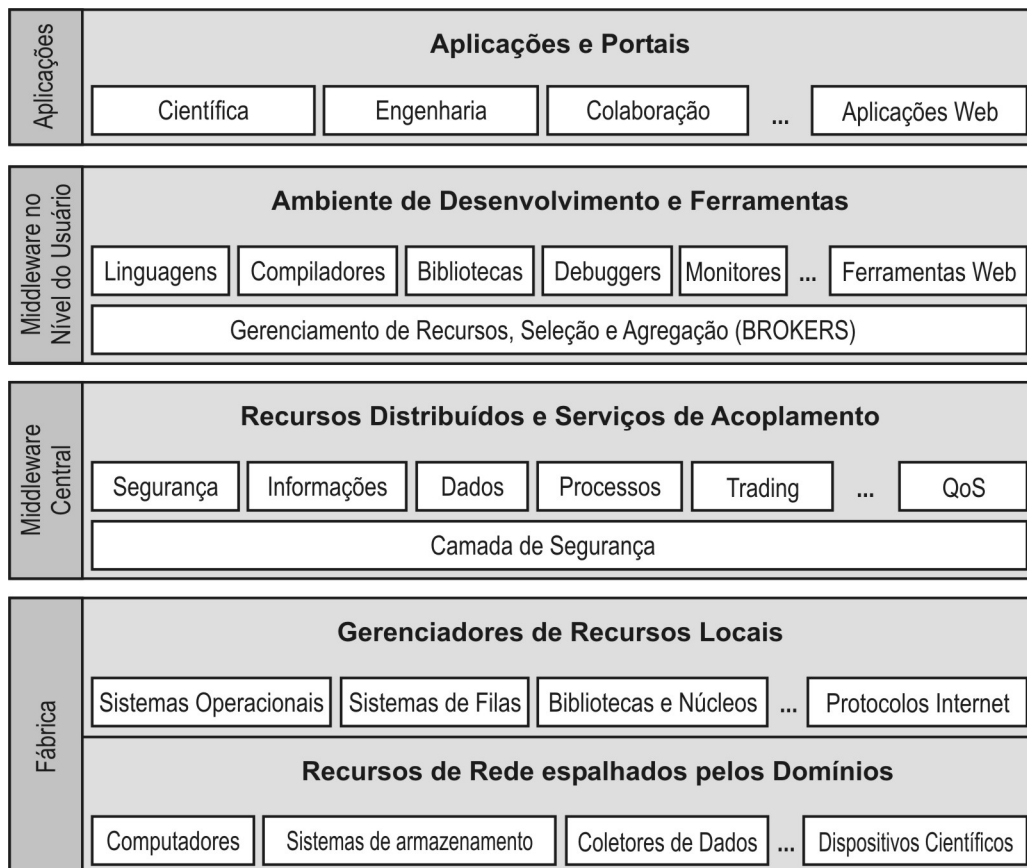 Aplicações
Aplicações e Portais
Científica
Engenharia
Colaboração
...
Aplicações Web
Middleware no
Nível do Usuário
Ambiente de Desenvolvimento e Ferramentas
Linguagens
Compiladores
Bibliotecas
Debuggers
Monitores
...
Ferramentas Web
Gerenciamento de Recursos, Seleção e Agregação (BROKERS)
Middleware
Central
Recursos Distribuídos e Serviços de Acoplamento
Segurança
Informações
Dados
Processos
Trading
...
QoS
Camada de Segurança
Fábrica
Gerenciadores de Recursos Locais
Sistemas Operacionais
Sistemas de Filas
Bibliotecas e Núcleos
...
Protocolos Internet
Recursos de Rede espalhados pelos Domínios
Computadores
Sistemas de armazenamento
Coletores de Dados
...
Dispositivos Científicos